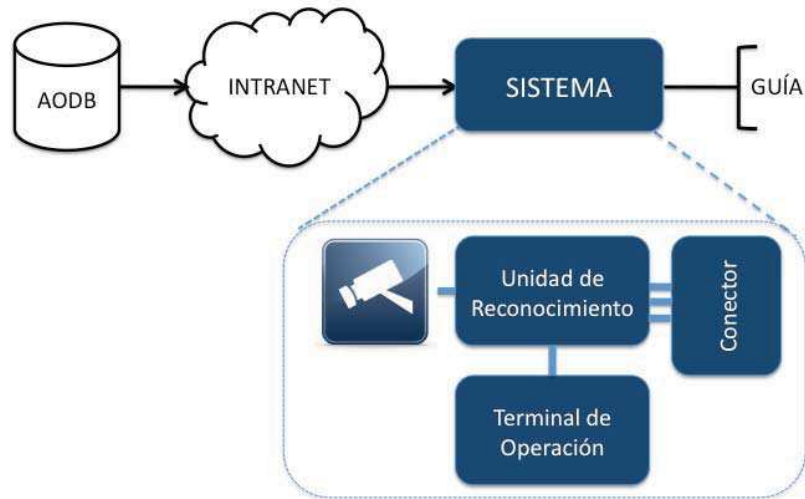 AODB
INTRANET
SISTEMA
GUÍA
Unidad de
Reconocimiento
Conector
Terminal de
Operación